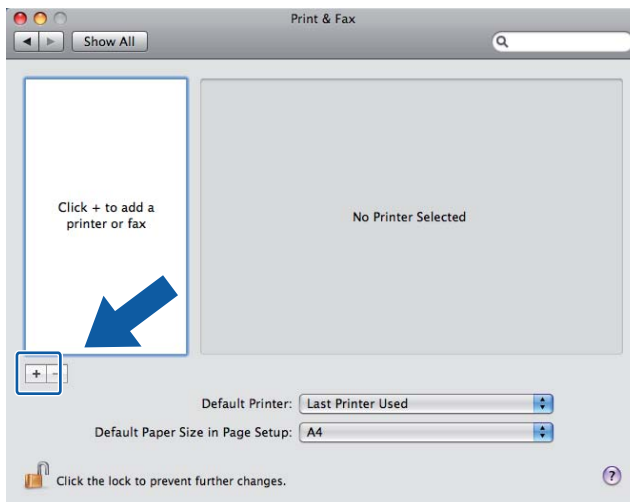 Print & Fax
Show All
Click + to add a
printer or fax
No Printer Selected
+ -
Default Printer: Last Printer Used
Default Paper Size in Page Setup: A4
Click the lock to prevent further changes.
?